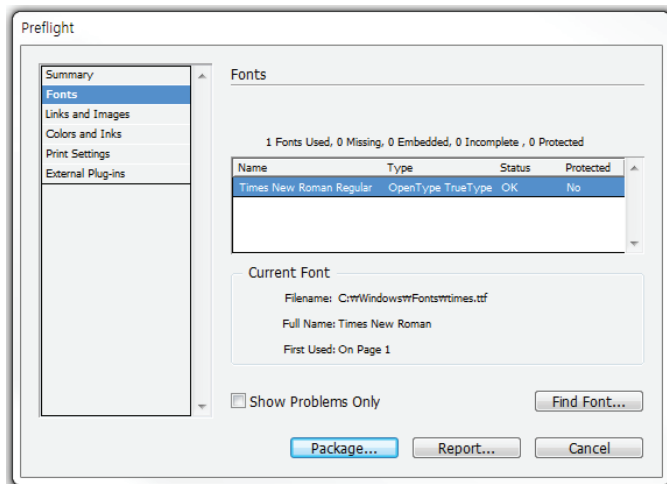 Preflight
Summary
Fonts
Links and Images
Colors and Inks
Print Settings
External Plug-ins
Fonts
1 Fonts Used, 0 Missing, 0 Embedded, 0 Incomplete , 0 Protected
Name Type Status Protected
Times New Roman Regular OpenType TrueType OK No
Current Font
Filename: C:₩Windows₩Fonts₩times.ttf
Full Name: Times New Roman
First Used: On Page 1
Show Problems Only
Find Font...
Package... Report... Cancel